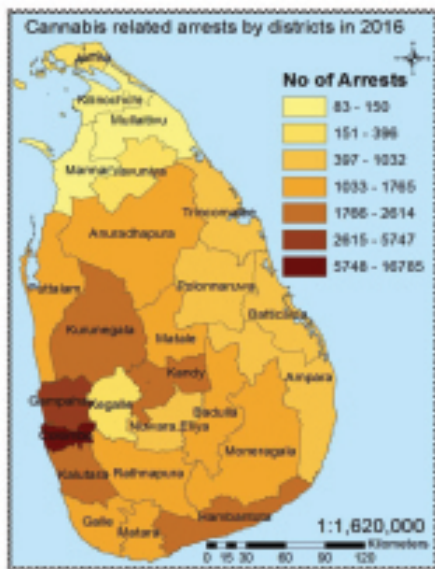 Cannabis related arrests by districts in 2016
No of Arrests
83 - 150
151 - 396
397 - 1032
1033 - 1765
1766 - 2614
2615 - 5747
5748 - 16785
Jaffna
Kilinochchi
Mullaitivu
Mannar
Vavuniya
Trincomalee
Anuradhapura
Polonnaruwa
Puttalam
Batticaloa
Kurunegala
Matale
Kandy
Ampara
Gampaha
Kegalle
Badulla
Nuwara Eliya
Colombo
Moneragala
Kalutara
Rathnapura
Hambantota
Galle
Matara
1:1,620,000
Kilometers
0 15 30 60 90 120